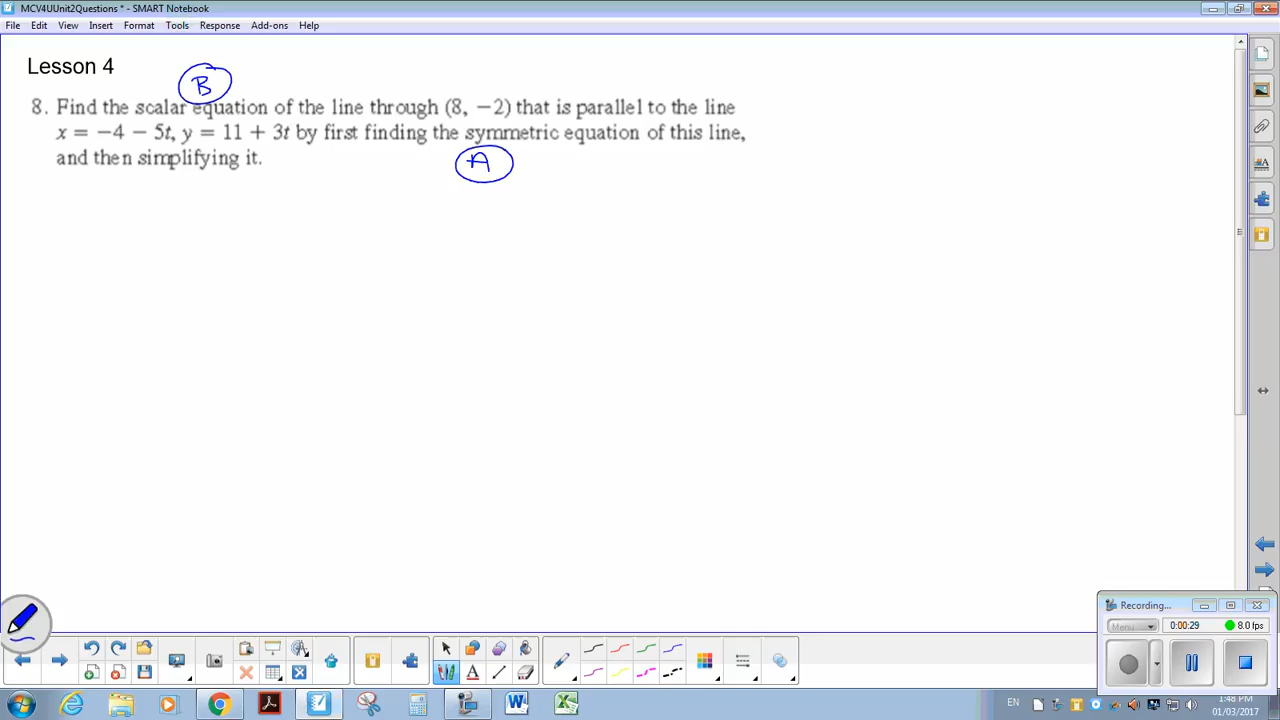 MCV4UUnit2Questions * - SMART Notebook
File Edit View Insert Format Tools Response Add-ons Help
Lesson 4
B
8. Find the scalar equation of the line through (8, −2) that is parallel to the line
x = −4 − 5t, y = 11 + 3t by first finding the symmetric equation of this line,
and then simplifying it.
A
Recording...
Menu 0:00:29 8.0 fps
EN 1:48 PM
01/03/2017